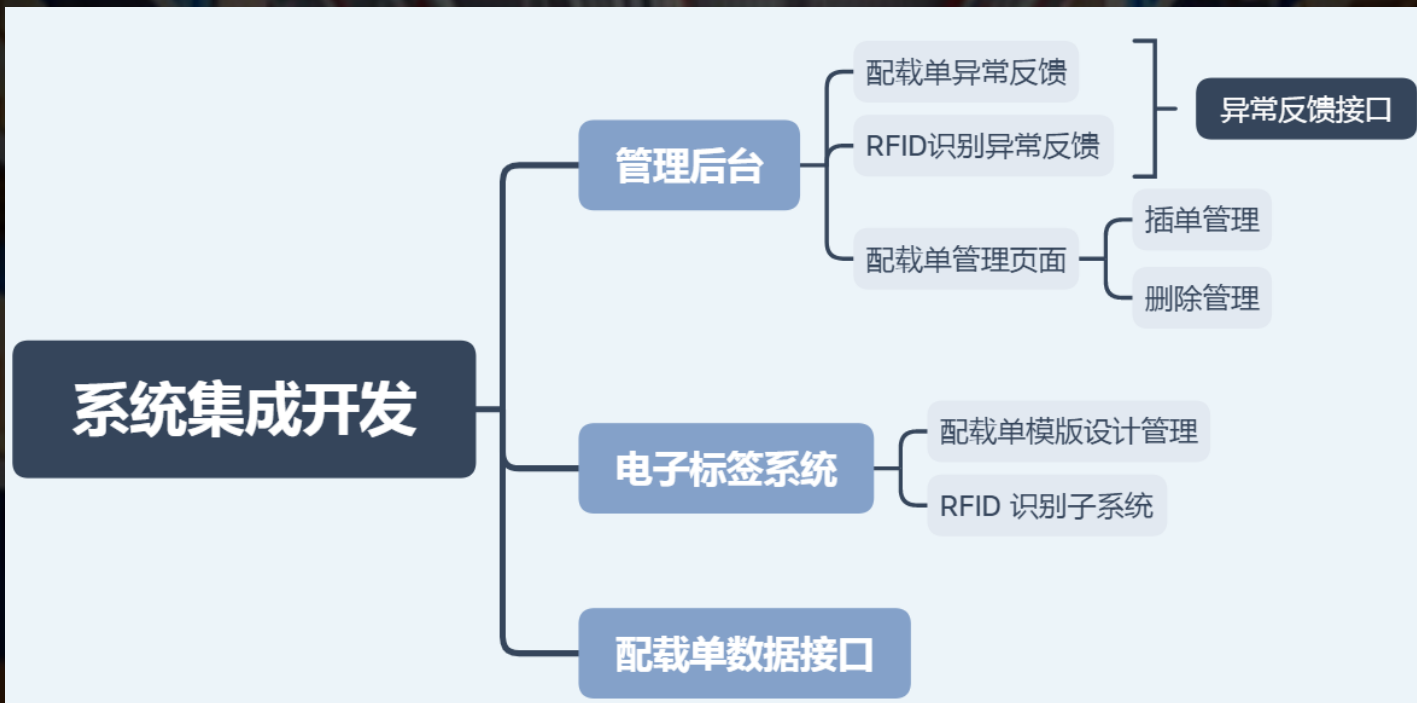 配载单异常反馈
异常反馈接口
RFID识别异常反馈
管理后台
插单管理
配载单管理页面
删除管理
系统集成开发
配载单模版设计管理
电子标签系统
RFID 识别子系统
配载单数据接口